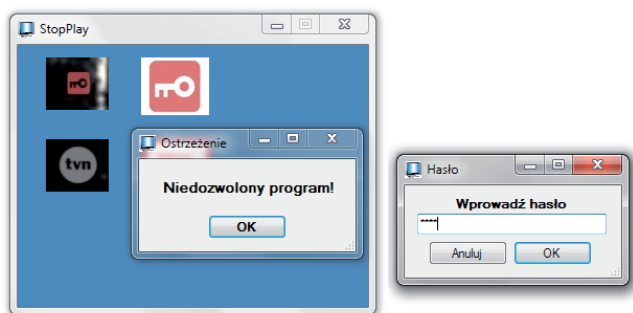 StopPlay
tvn
Ostrzeżenie
Niedozwolony program!
OK
Hasło
Wprowadź hasło
****
Anuluj
OK